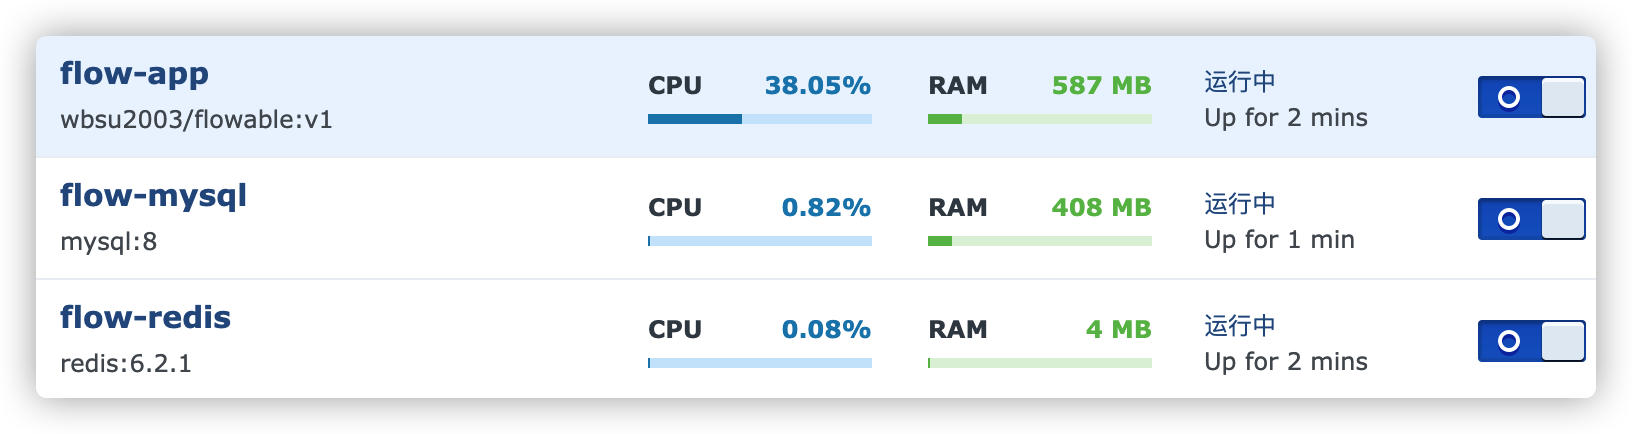 flow-app
wbsu2003/flowable:v1
CPU 38.05%
RAM 587 MB
运行中
Up for 2 mins
flow-mysql
mysql:8
CPU 0.82%
RAM 408 MB
运行中
Up for 1 min
flow-redis
redis:6.2.1
CPU 0.08%
RAM 4 MB
运行中
Up for 2 mins